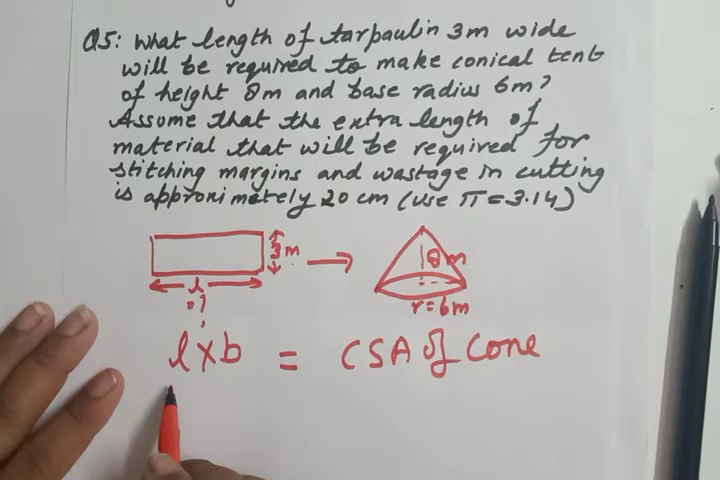 Q5: What length of tarpaulin 3m wide
will be required to make conical tent
of height 8m and base radius 6m?
Assume that the extra length of
material that will be required for
stitching margins and wastage in cutting
is approximately 20 cm (use π = 3.14)
3 m
8m
l
=?
r = 6m
l x b = CSA of Cone